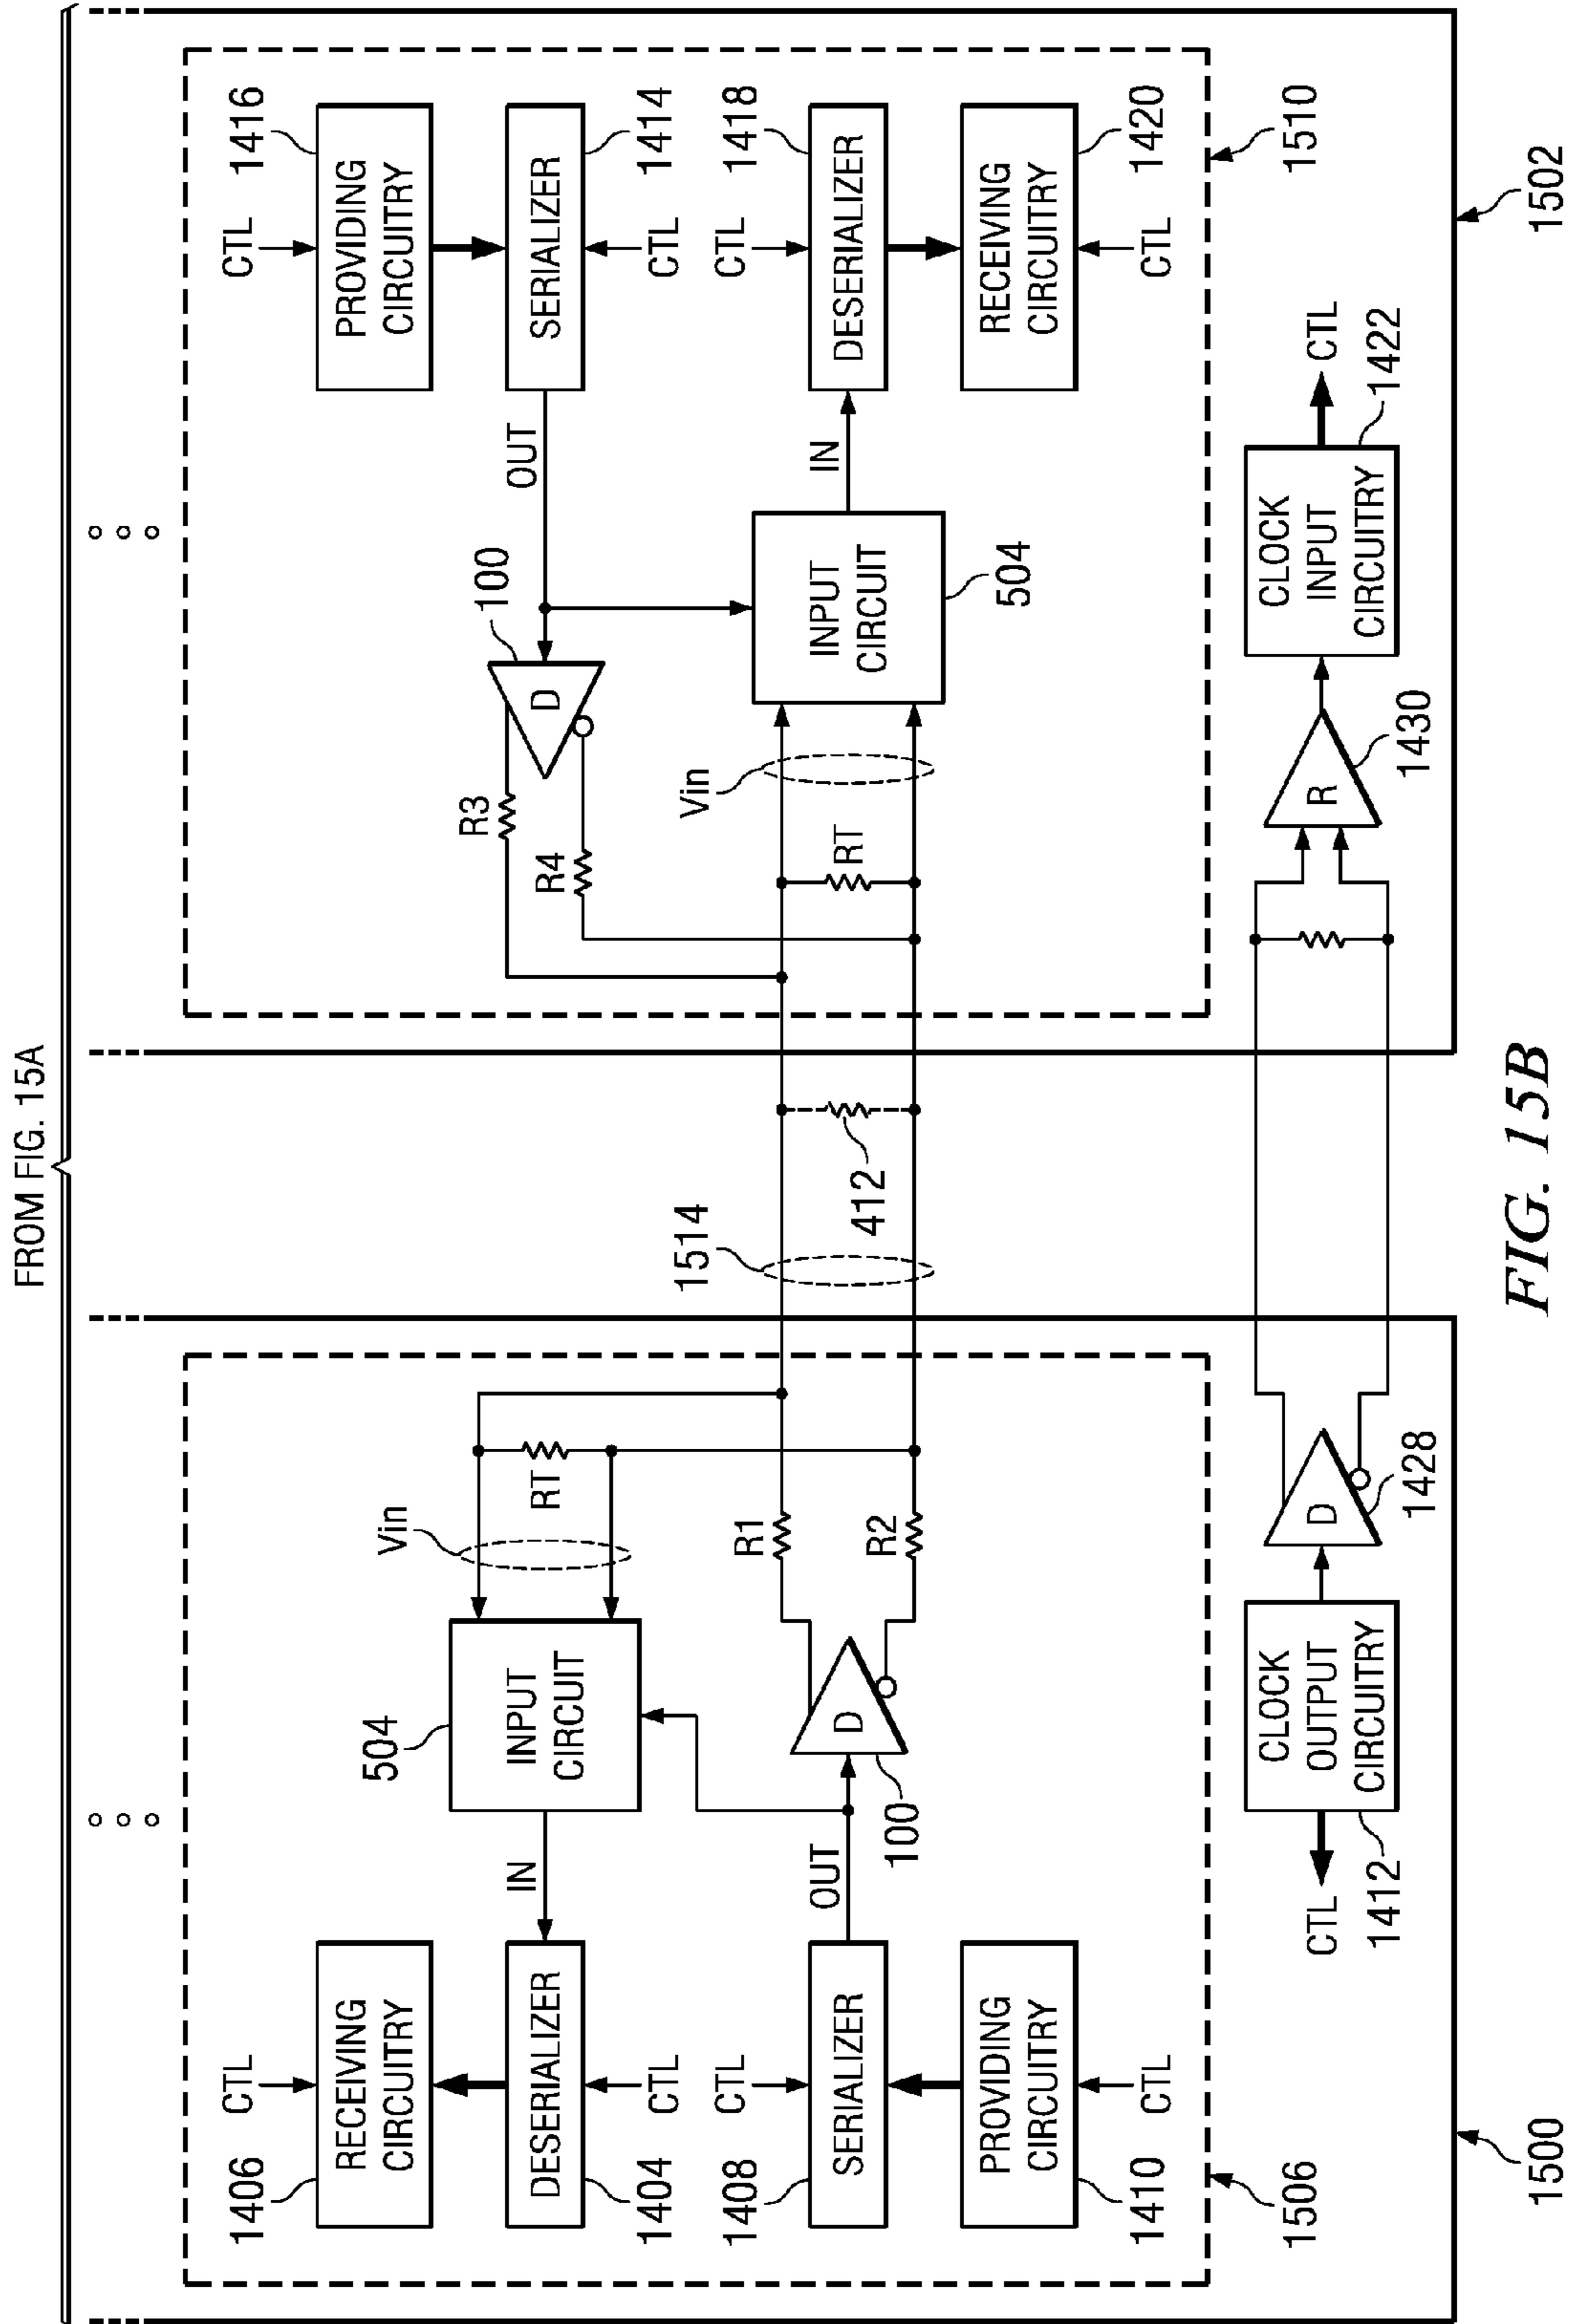 FROM FIG. 15A
1406
CTL
RECEIVING
CIRCUITRY
DESERIALIZER
1404
CTL
IN
504
INPUT
CIRCUIT
Vin
RT
1408
CTL
SERIALIZER
OUT
100
D
R1
R2
1410
PROVIDING
CIRCUITRY
CTL
1506
CTL
1412
CLOCK
OUTPUT
CIRCUITRY
D
1428
1500
1514
412
R3
R4
100
D
OUT
CTL
1416
PROVIDING
CIRCUITRY
SERIALIZER
1414
CTL
RT
Vin
INPUT
CIRCUIT
504
IN
CTL
1418
DESERIALIZER
RECEIVING
CIRCUITRY
1420
CTL
1510
R
1430
CLOCK
INPUT
CIRCUITRY
CTL
1422
1502
FIG. 15B